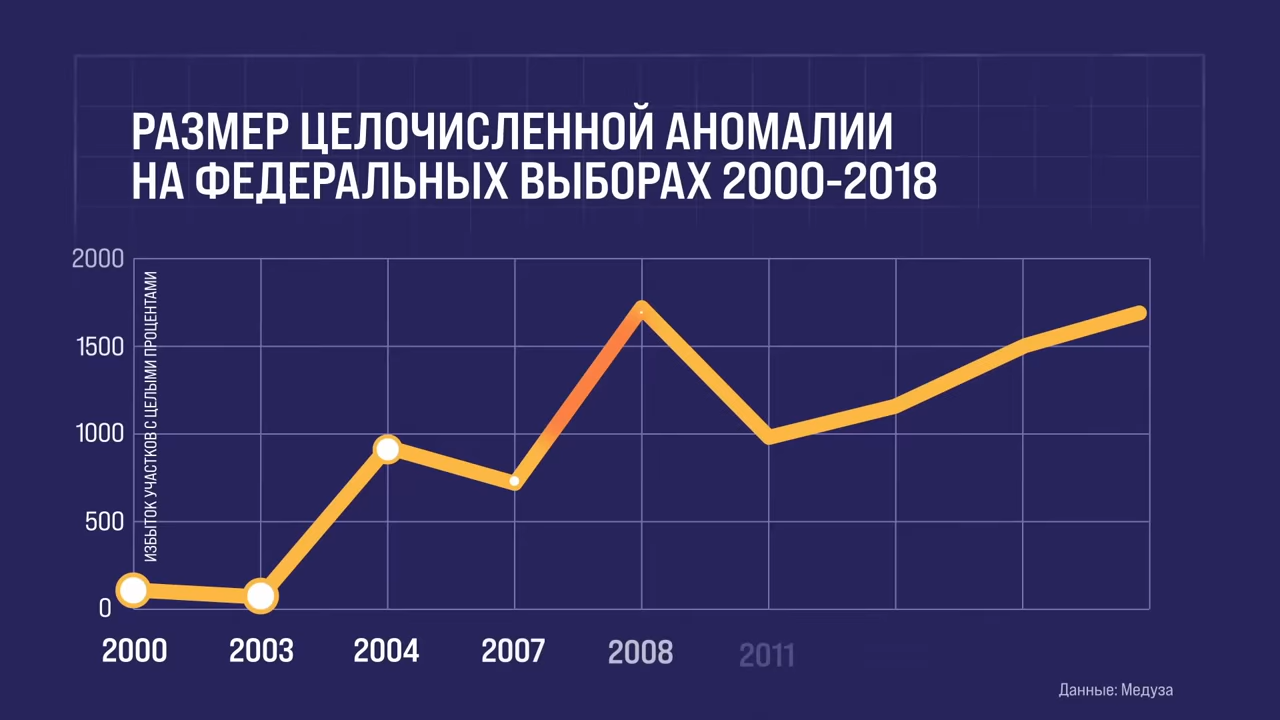 РАЗМЕР ЦЕЛОЧИСЛЕННОЙ АНОМАЛИИ
НА ФЕДЕРАЛЬНЫХ ВЫБОРАХ 2000-2018
2000
1500
1000
500
0
ИЗБЫТОК УЧАСТКОВ С ЦЕЛЫМИ ПРОЦЕНТАМИ
2000 2003 2004 2007 2008 2011
Данные: Медуза